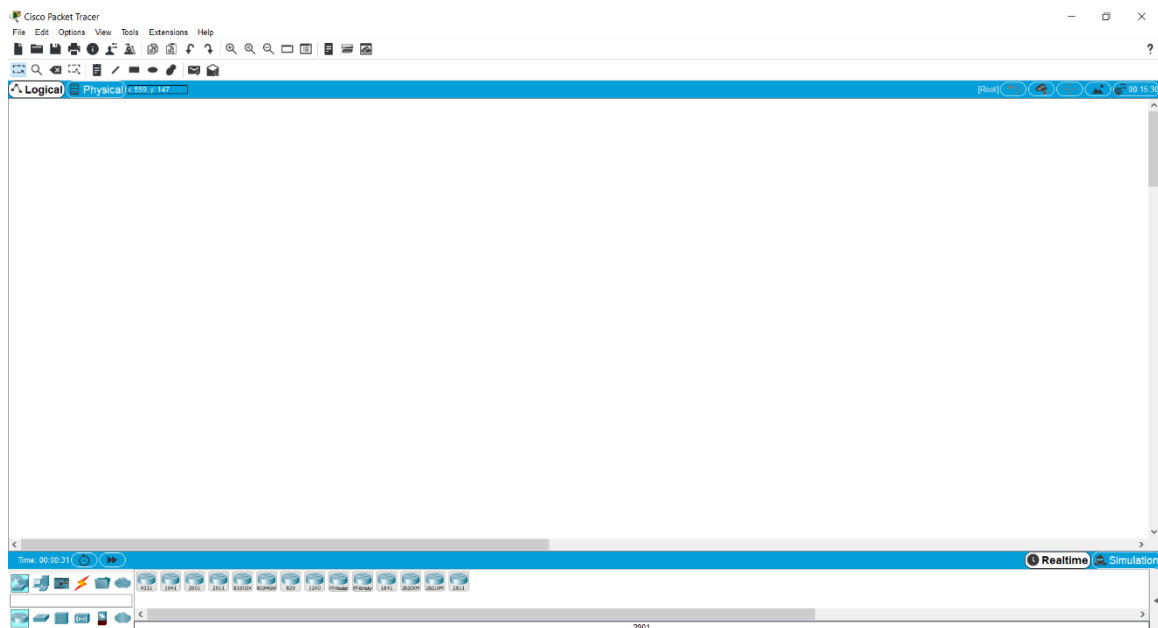 Cisco Packet Tracer
File Edit Options View Tools Extensions Help
?
Logical Physical x: 559, y: 147 [Root] 00:15:30
Time: 00:00:31 Realtime Simulation
4321 1941 2901 2911 819IOX 819HGW 829 1240 PT-Router PT-Empty 1841 2620XM 2621XM 2811
2901